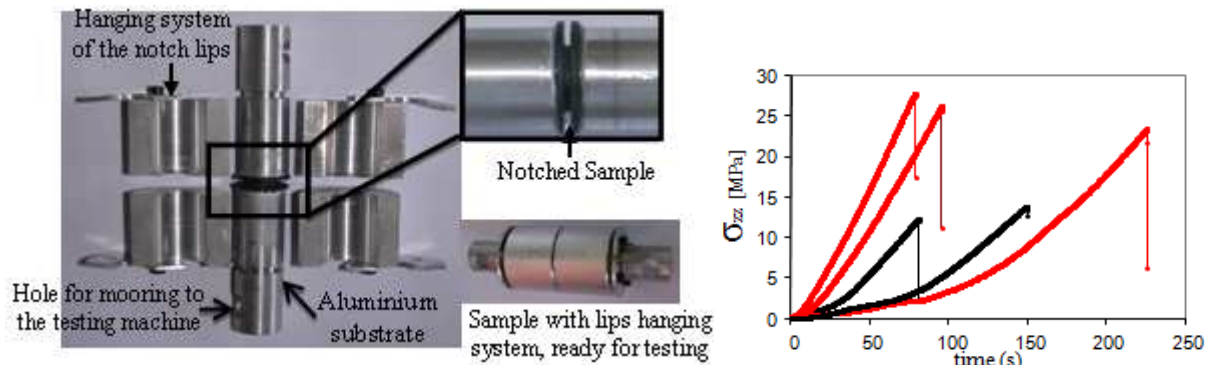 Hanging system
of the notch lips
Notched Sample
Hole for mooring to
the testing machine
Aluminium
substrate
Sample with lips hanging
system, ready for testing
σzz [MPa]
30
25
20
15
10
5
0
0 50 100 150 200 250
time (s)